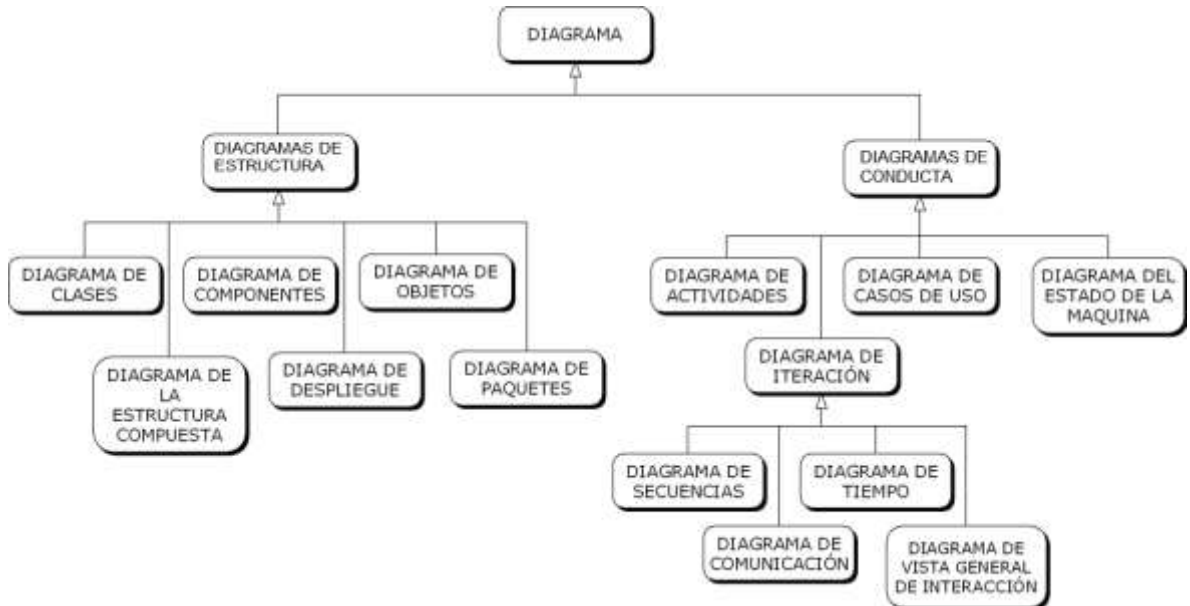 DIAGRAMA
DIAGRAMAS DE
ESTRUCTURA
DIAGRAMAS DE
CONDUCTA
DIAGRAMA DE
CLASES
DIAGRAMA DE
COMPONENTES
DIAGRAMA DE
OBJETOS
DIAGRAMA DE
ACTIVIDADES
DIAGRAMA DE
CASOS DE USO
DIAGRAMA DEL
ESTADO DE LA
MAQUINA
DIAGRAMA DE
LA
ESTRUCTURA
COMPUESTA
DIAGRAMA DE
DESPLIEGUE
DIAGRAMA DE
PAQUETES
DIAGRAMA DE
ITERACIÓN
DIAGRAMA DE
SECUENCIAS
DIAGRAMA DE
TIEMPO
DIAGRAMA DE
COMUNICACIÓN
DIAGRAMA DE
VISTA GENERAL
DE INTERACCIÓN